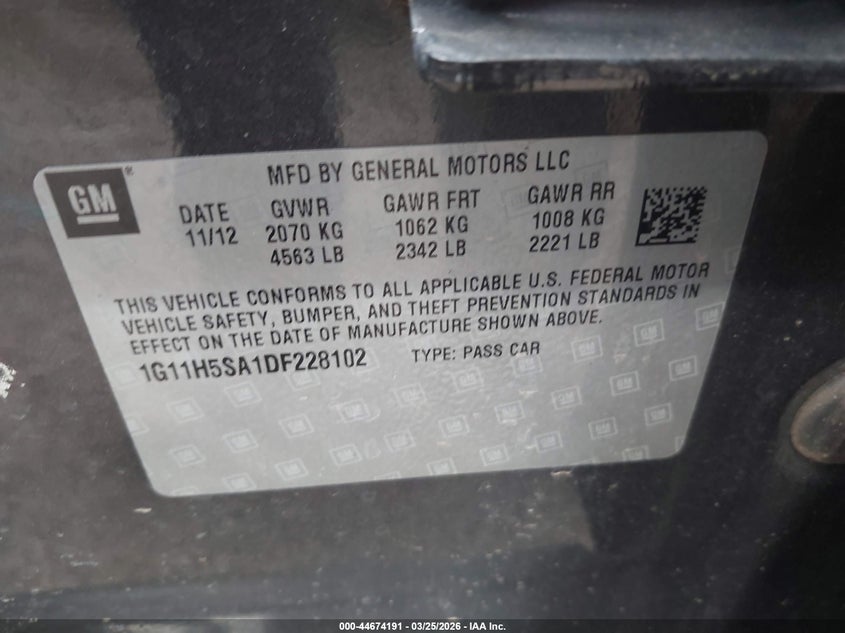 GM®
MFD BY GENERAL MOTORS LLC
DATE GVWR GAWR FRT GAWR RR
11/12 2070 KG 1062 KG 1008 KG
4563 LB 2342 LB 2221 LB
THIS VEHICLE CONFORMS TO ALL APPLICABLE U.S. FEDERAL MOTOR
VEHICLE SAFETY, BUMPER, AND THEFT PREVENTION STANDARDS IN
EFFECT ON THE DATE OF MANUFACTURE SHOWN ABOVE.
1G11H5SA1DF228102 TYPE: PASS CAR
000-44674191 | 03/25/2026 | IAA Inc.